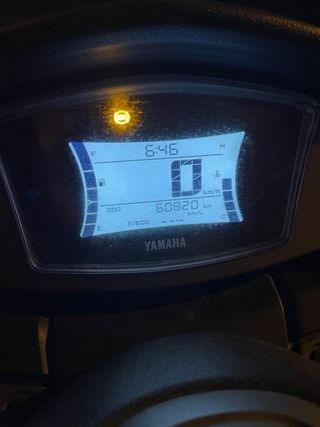 F 6:46 H
0 km/h
ODO 60820 km
F/ECO ---- km/L
E C
YAMAHA